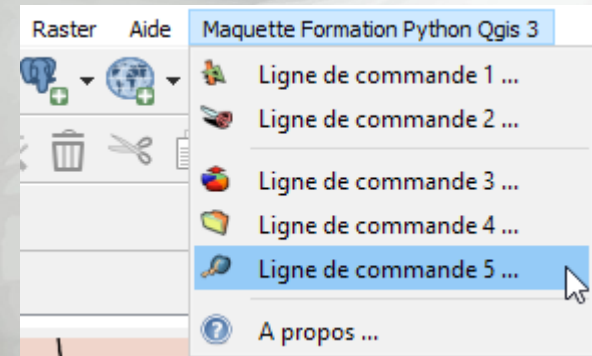 Raster Aide Maquette Formation Python Qgis 3
Ligne de commande 1 ...
Ligne de commande 2 ...
Ligne de commande 3 ...
Ligne de commande 4 ...
Ligne de commande 5 ...
A propos ...